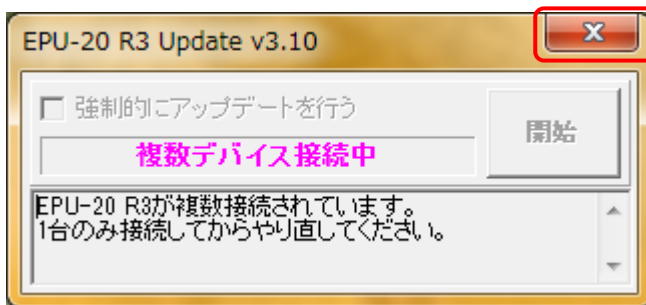 EPU-20 R3 Update v3.10
強制的にアップデートを行う
開始
複数デバイス接続中
EPU-20 R3が複数接続されています。
1台のみ接続してからやり直してください。